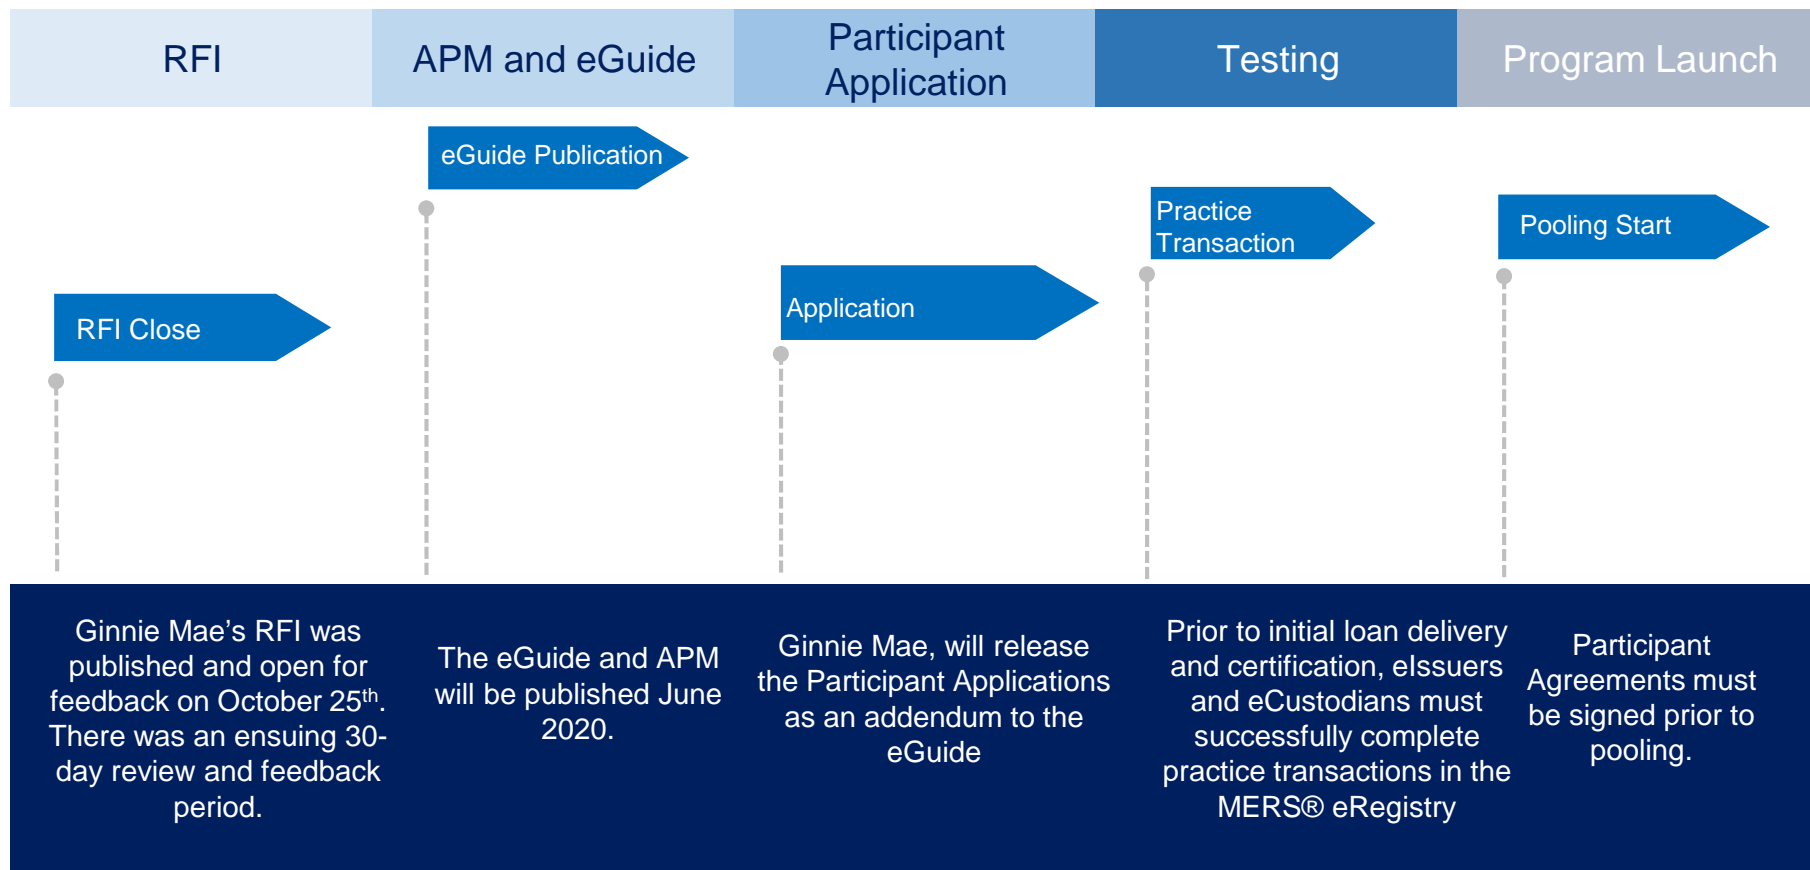 RFI
APM and eGuide
Participant
Application
Testing
Program Launch
eGuide Publication
Practice
Transaction
Pooling Start
Application
RFI Close
Ginnie Mae’s RFI was
published and open for
feedback on October 25th.
There was an ensuing 30-
day review and feedback
period.
The eGuide and APM
will be published June
2020.
Ginnie Mae, will release
the Participant Applications
as an addendum to the
eGuide
Prior to initial loan delivery
and certification, eIssuers
and eCustodians must
successfully complete
practice transactions in the
MERS® eRegistry
Participant
Agreements must
be signed prior to
pooling.